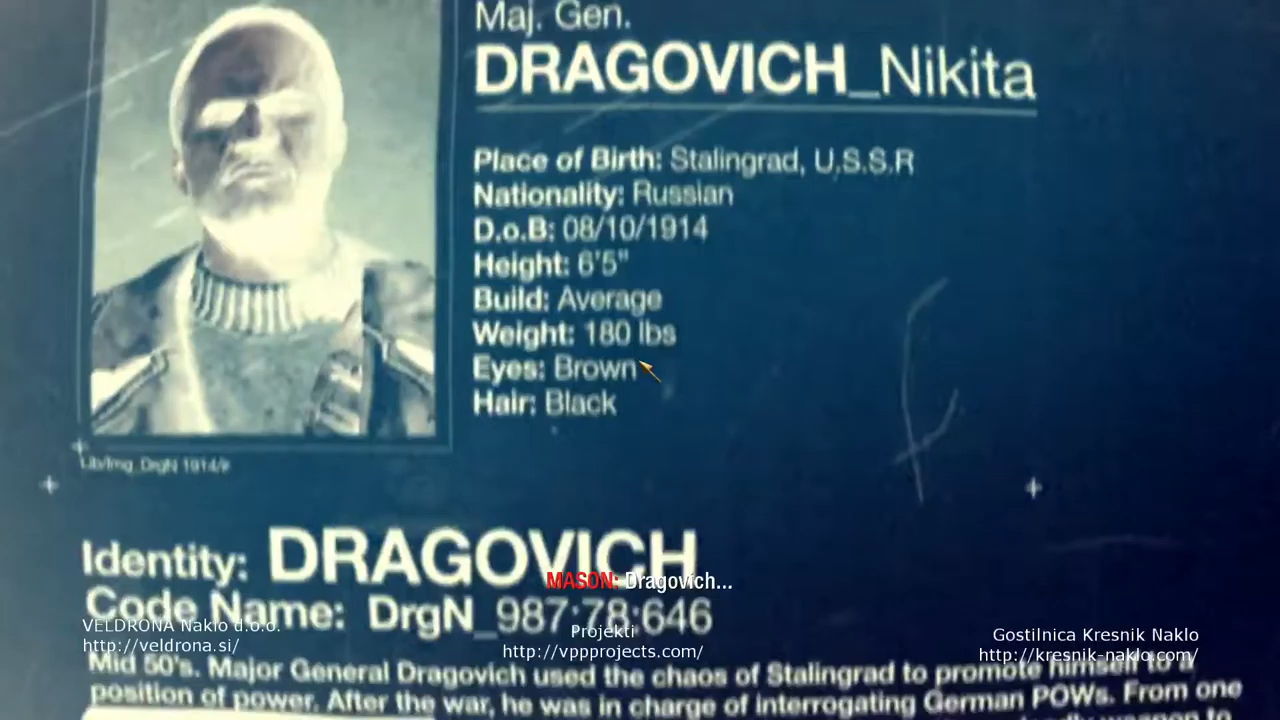 Maj. Gen.
DRAGOVICH_Nikita
Place of Birth: Stalingrad, U.S.S.R
Nationality: Russian
D.o.B: 08/10/1914
Height: 6'5"
Build: Average
Weight: 180 lbs
Eyes: Brown
Hair: Black
Lib/Img_DrgN 1914/
Identity: DRAGOVICH
MASON: Dragovich...
Code Name: DrgN_987:78:646
VELDRONA Naklo d.o.o.
http://veldrona.si/
Projekti
http://vppprojects.com/
Gostilnica Kresnik Naklo
http://kresnik-naklo.com/
Mid 50's. Major General Dragovich used the chaos of Stalingrad to promote himself to a
position of power. After the war, he was in charge of interrogating German POWs. From one
weapon to